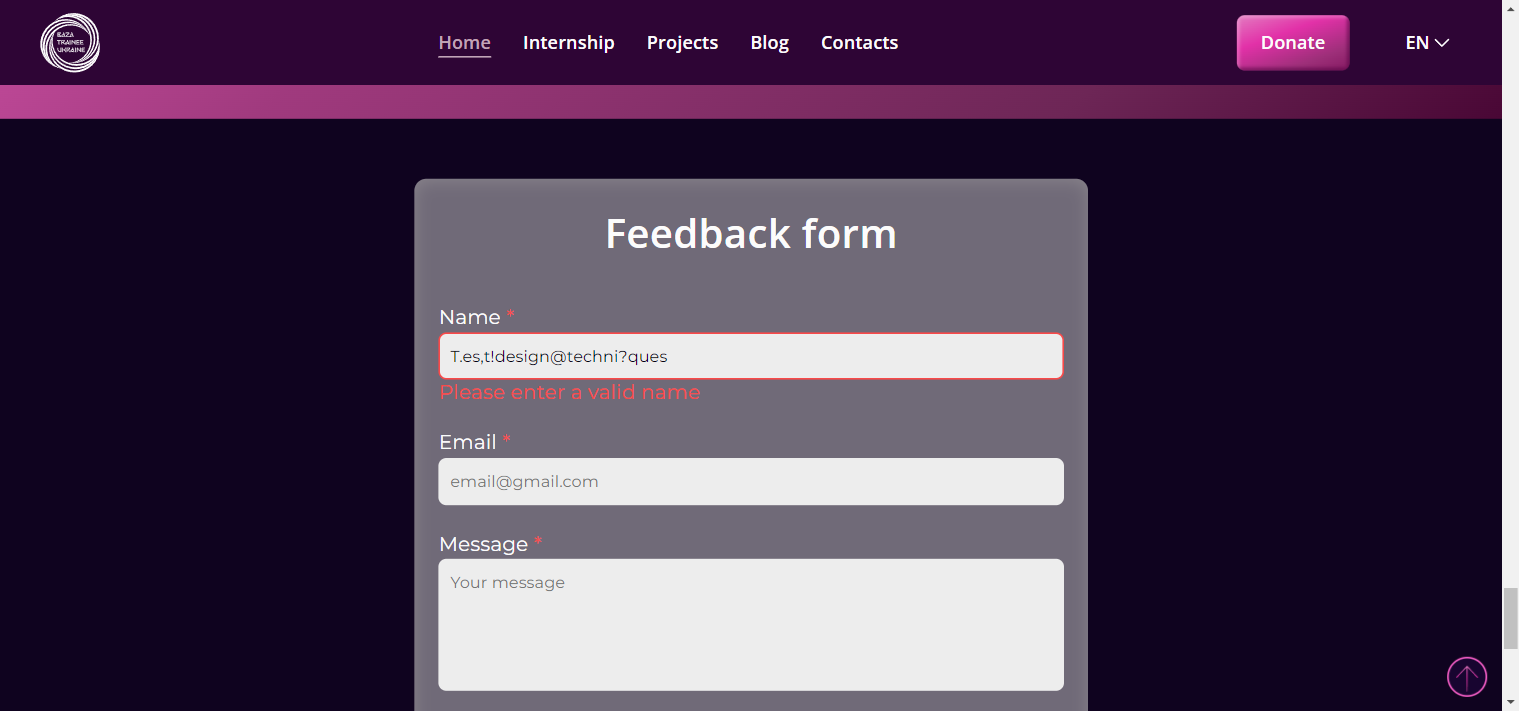 BAZA
TRAINEE
UKRAINE
Home Internship Projects Blog Contacts Donate EN
Feedback form
Name *
T.es,t!design@techni?ques
Please enter a valid name
Email *
email@gmail.com
Message *
Your message